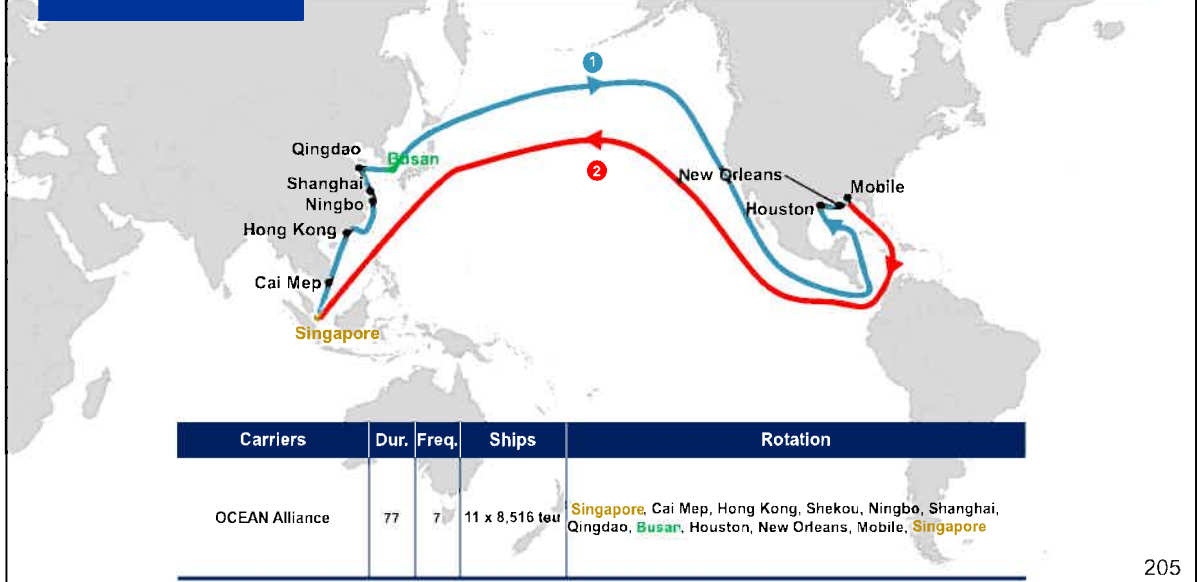 1
Qingdao
Busan
2
Shanghai
New Orleans
Mobile
Ningbo
Houston
Hong Kong
Cai Mep
Singapore
Carriers Dur. Freq. Ships Rotation
OCEAN Alliance 77 7 11 x 8,516 teu Singapore, Cai Mep, Hong Kong, Shekou, Ningbo, Shanghai,
Qingdao, Busan, Houston, New Orleans, Mobile, Singapore
205